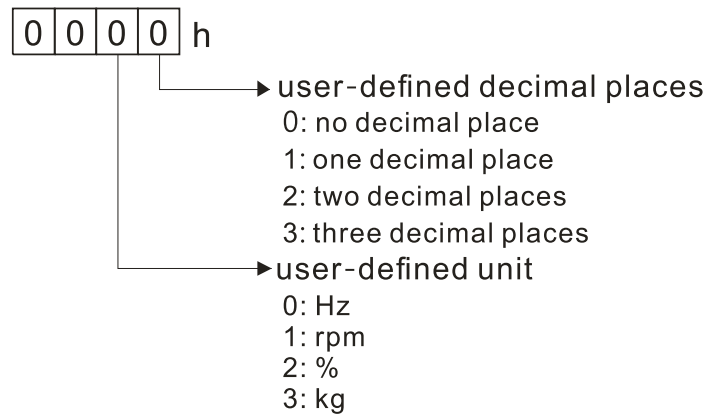 0 0 0 0 h
user-defined decimal places
0: no decimal place
1: one decimal place
2: two decimal places
3: three decimal places
user-defined unit
0: Hz
1: rpm
2: %
3: kg